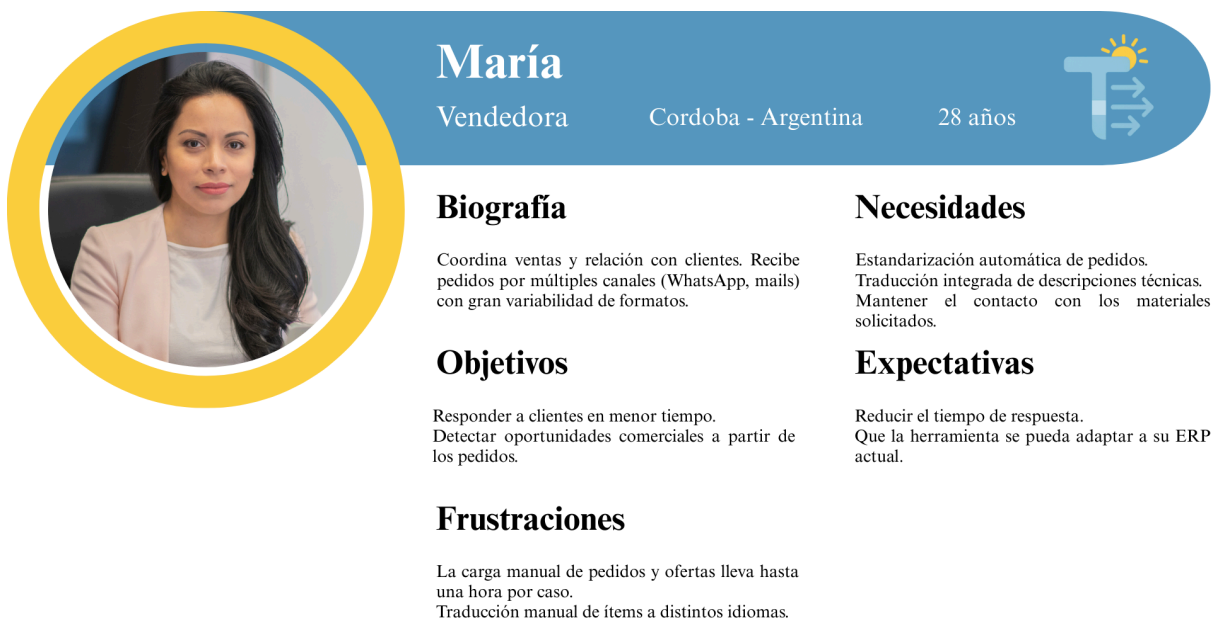 María
Vendedora
Cordoba - Argentina
28 años
Biografía
Coordina ventas y relación con clientes. Recibe
pedidos por múltiples canales (WhatsApp, mails)
con gran variabilidad de formatos.
Necesidades
Estandarización automática de pedidos.
Traducción integrada de descripciones técnicas.
Mantener el contacto con los materiales
solicitados.
Objetivos
Responder a clientes en menor tiempo.
Detectar oportunidades comerciales a partir de
los pedidos.
Expectativas
Reducir el tiempo de respuesta.
Que la herramienta se pueda adaptar a su ERP
actual.
Frustraciones
La carga manual de pedidos y ofertas lleva hasta
una hora por caso.
Traducción manual de ítems a distintos idiomas.